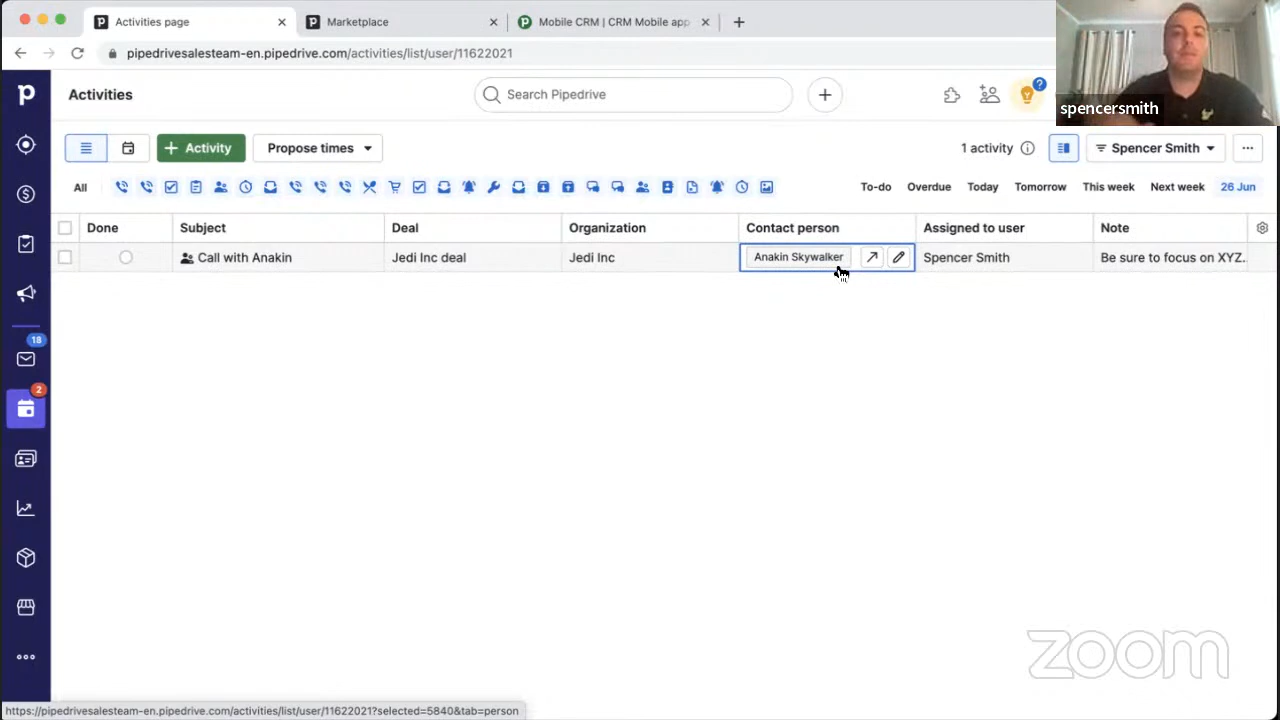 Activities page
Marketplace
Mobile CRM | CRM Mobile app
pipedrivesalesteam-en.pipedrive.com/activities/list/user/11622021
spencersmith
Activities
Search Pipedrive
?
+ Activity
Propose times
1 activity
Spencer Smith
All
To-do
Overdue
Today
Tomorrow
This week
Next week
26 Jun
Done
Subject
Deal
Organization
Contact person
Assigned to user
Note
Call with Anakin
Jedi Inc deal
Jedi Inc
Anakin Skywalker
Spencer Smith
Be sure to focus on XYZ..
18
2
zoom
https://pipedrivesalesteam-en.pipedrive.com/activities/list/user/11622021?selected=5840&tab=person